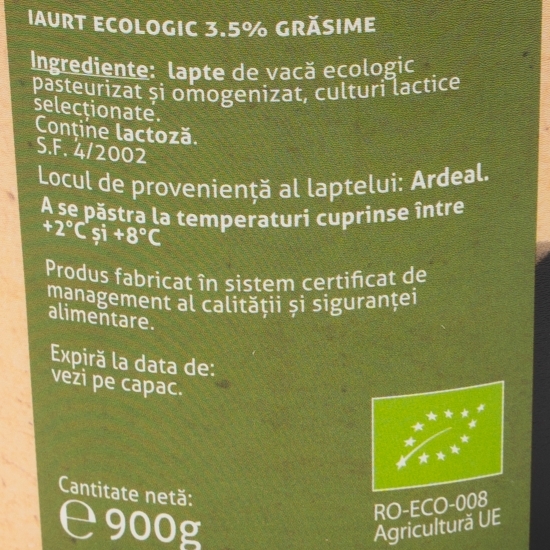 IAURT ECOLOGIC 3.5% GRĂSIME
Ingrediente: lapte de vacă ecologic
pasteurizat și omogenizat, culturi lactice
selecționate.
Conține lactoză.
S.F. 4/2002
Locul de proveniență al laptelui: Ardeal.
A se păstra la temperaturi cuprinse între
+2°C și +8°C
Produs fabricat în sistem certificat de
management al calității și siguranței
alimentare.
Expiră la data de:
vezi pe capac.
Cantitate netă:
℮ 900g
RO-ECO-008
Agricultură UE